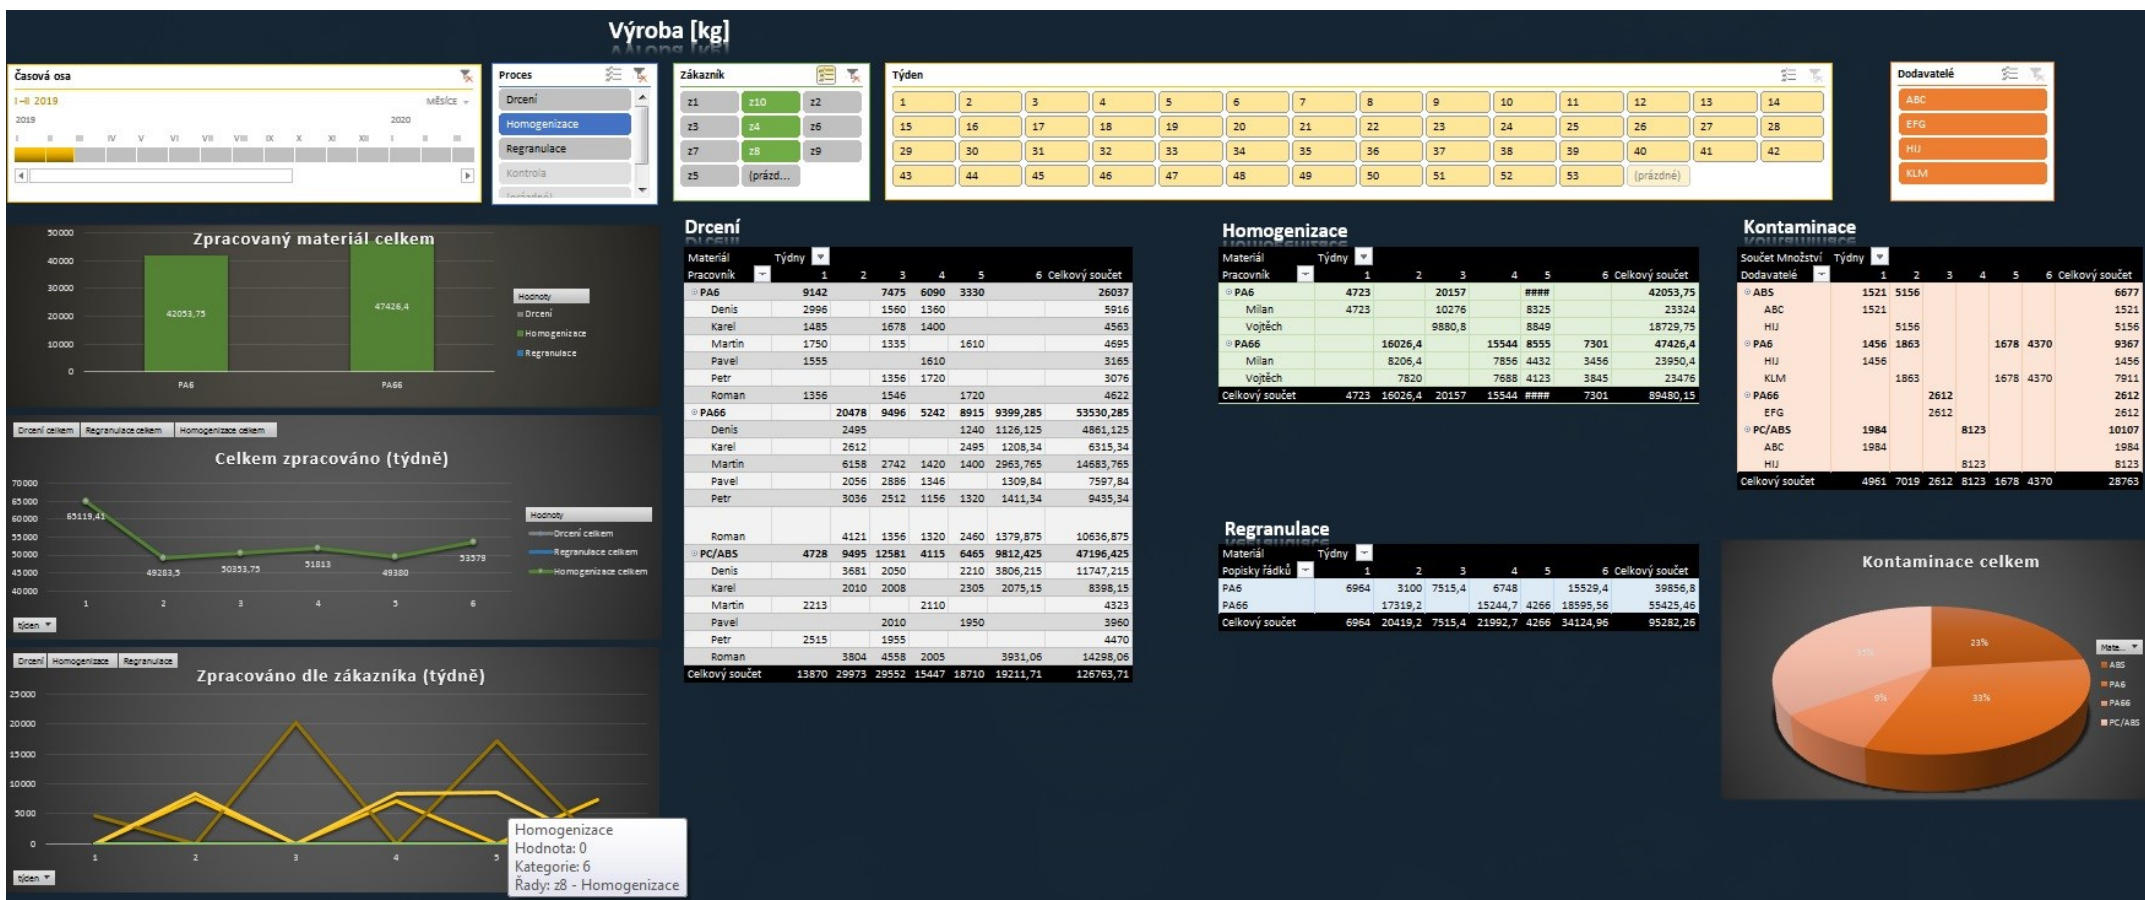 Výroba [kg]
Časová osa
I–II 2019
MĚSÍCE
2019 2020
I II III IV V VI VII VIII IX X XI XII I II III
Proces
Drcení
Homogenizace
Regranulace
Kontrola
(prázdné)
Zákazník
z1 z10 z2
z3 z4 z6
z7 z8 z9
z5 (prázd...
Týden
1 2 3 4 5 6 7 8 9 10 11 12 13 14
15 16 17 18 19 20 21 22 23 24 25 26 27 28
29 30 31 32 33 34 35 36 37 38 39 40 41 42
43 44 45 46 47 48 49 50 51 52 53 (prázdné)
Dodavatelé
ABC
EFG
HIJ
KLM
Zpracovaný materiál celkem
50000
40000
30000
20000
10000
0
42053,75
47426,4
PA6 PA66
Hodnoty
Drcení
Homogenizace
Regranulace
Drcení celkem Regranulace celkem Homogenizace celkem
Celkem zpracováno (týdně)
70000
65000
60000
55000
50000
45000
40000
65119,41
49283,5
50353,75
51813
49380
53579
1 2 3 4 5 6
Hodnoty
Drcení celkem
Regranulace celkem
Homogenizace celkem
týden
Drcení Homogenizace Regranulace
Zpracováno dle zákazníka (týdně)
25000
20000
15000
10000
5000
0
1 2 3 4 5
týden
Homogenizace
Hodnota: 0
Kategorie: 6
Řady: z8 - Homogenizace
Drcení
Materiál Týdny
Pracovník 1 2 3 4 5 6 Celkový součet
PA6 9142 7475 6090 3330 26037
Denis 2996 1560 1360 5916
Karel 1485 1678 1400 4563
Martin 1750 1335 1610 4695
Pavel 1555 1610 3165
Petr 1356 1720 3076
Roman 1356 1546 1720 4622
PA66 20478 9496 5242 8915 9399,285 53530,285
Denis 2495 1240 1126,125 4861,125
Karel 2612 2495 1208,34 6315,34
Martin 6158 2742 1420 1400 2963,765 14683,765
Pavel 2056 2886 1346 1309,84 7597,84
Petr 3036 2512 1156 1320 1411,34 9435,34
Roman 4121 1356 1320 2460 1379,875 10636,875
PC/ABS 4728 9495 12581 4115 6465 9812,425 47196,425
Denis 3681 2050 2210 3806,215 11747,215
Karel 2010 2008 2305 2075,15 8398,15
Martin 2213 2110 4323
Pavel 2010 1950 3960
Petr 2515 1955 4470
Roman 3804 4558 2005 3931,06 14298,06
Celkový součet 13870 29973 29552 15447 18710 19211,71 126763,71
Homogenizace
Materiál Týdny
Pracovník 1 2 3 4 5 6 Celkový součet
PA6 4723 20157 #### 42053,75
Milan 4723 10276 8325 23324
Vojtěch 9880,8 8849 18729,75
PA66 16026,4 15544 8555 7301 47426,4
Milan 8206,4 7856 4432 3456 23950,4
Vojtěch 7820 7688 4123 3845 23476
Celkový součet 4723 16026,4 20157 15544 #### 7301 89480,15
Regranulace
Materiál Týdny
Popisky řádků 1 2 3 4 5 6 Celkový součet
PA6 6964 3100 7515,4 6748 15529,4 39856,8
PA66 17319,2 15244,7 4266 18595,56 55425,46
Celkový součet 6964 20419,2 7515,4 21992,7 4266 34124,96 95282,26
Kontaminace
Součet Množství Týdny
Dodavatelé 1 2 3 4 5 6 Celkový součet
ABS 1521 5156 6677
ABC 1521 1521
HIJ 5156 5156
PA6 1456 1863 1678 4370 9367
HIJ 1456 1456
KLM 1863 1678 4370 7911
PA66 2612 2612
EFG 2612 2612
PC/ABS 1984 8123 10107
ABC 1984 1984
HIJ 8123 8123
Celkový součet 4961 7019 2612 8123 1678 4370 28763
Kontaminace celkem
23%
33%
9%
35%
Mate...
ABS
PA6
PA66
PC/ABS